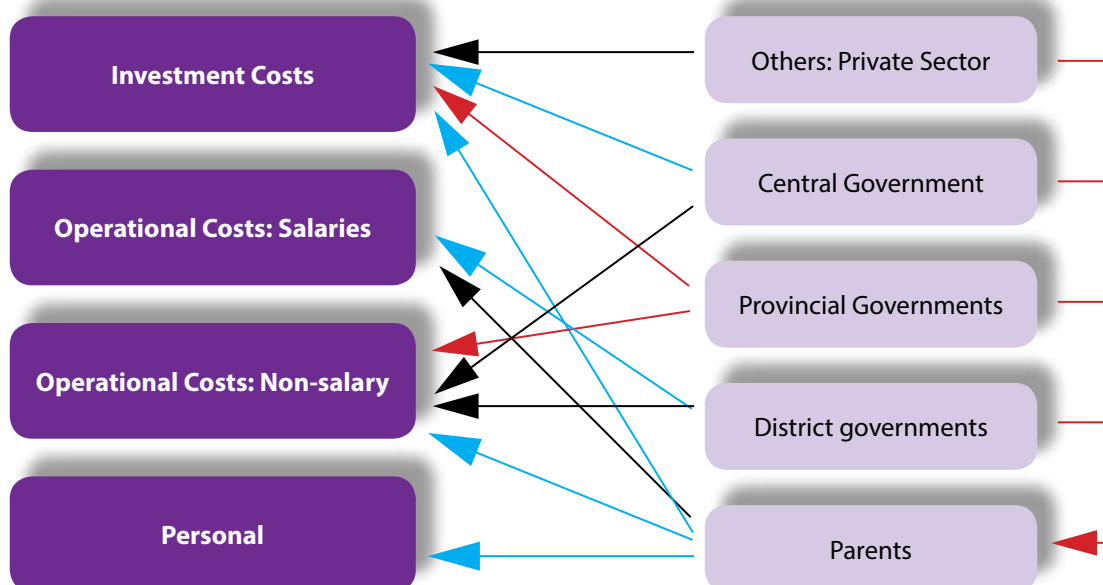 Investment Costs
Operational Costs: Salaries
Operational Costs: Non-salary
Personal
Others: Private Sector
Central Government
Provincial Governments
District governments
Parents